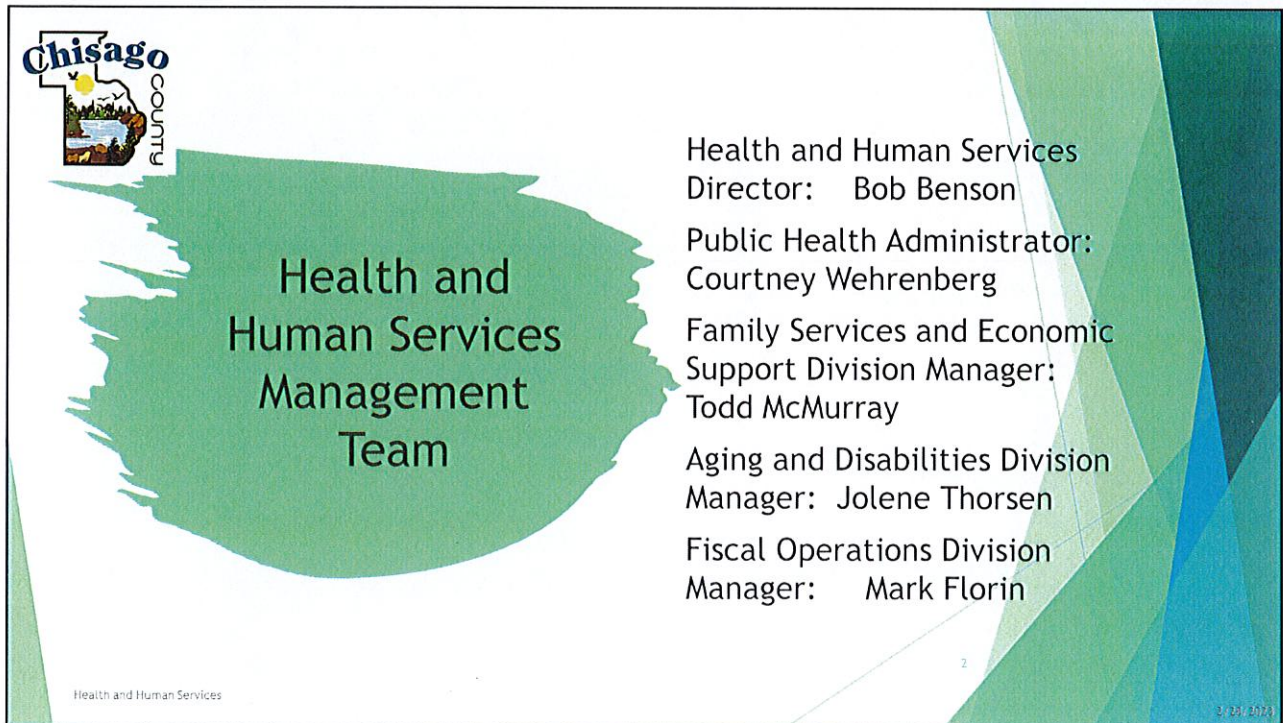 Chisago
COUNTY
Health and
Human Services
Management
Team
Health and Human Services
Director: Bob Benson
Public Health Administrator:
Courtney Wehrenberg
Family Services and Economic
Support Division Manager:
Todd McMurray
Aging and Disabilities Division
Manager: Jolene Thorsen
Fiscal Operations Division
Manager: Mark Florin
2
Health and Human Services